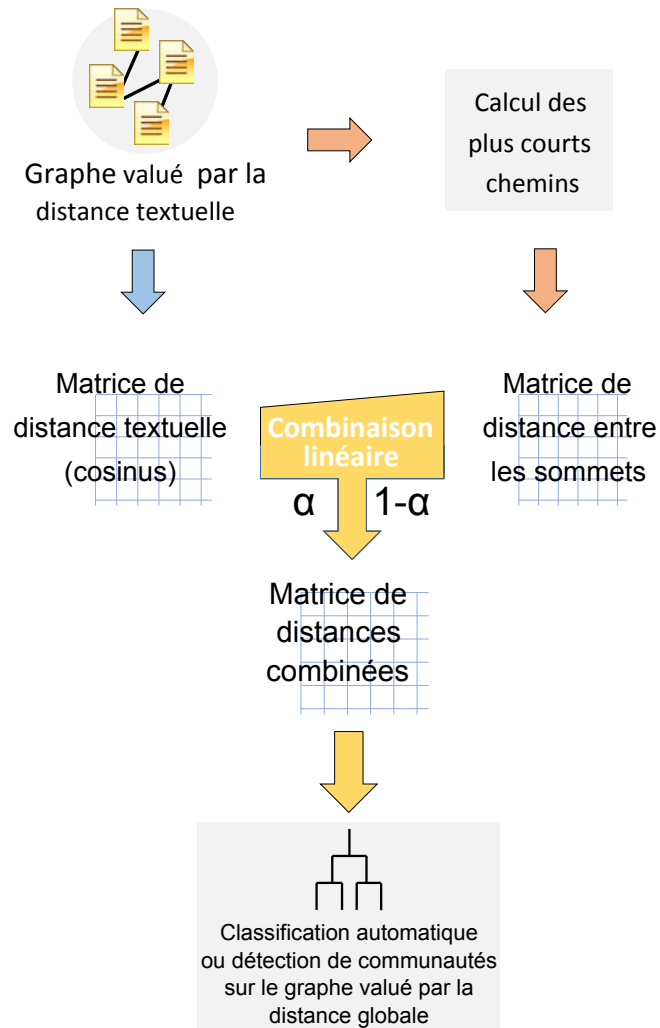 Graphe valué par la
distance textuelle
Calcul des
plus courts
chemins
Matrice de
distance textuelle
(cosinus)
Combinaison
linéaire
α 1-α
Matrice de
distance entre
les sommets
Matrice de
distances
combinées
Classification automatique
ou détection de communautés
sur le graphe valué par la
distance globale